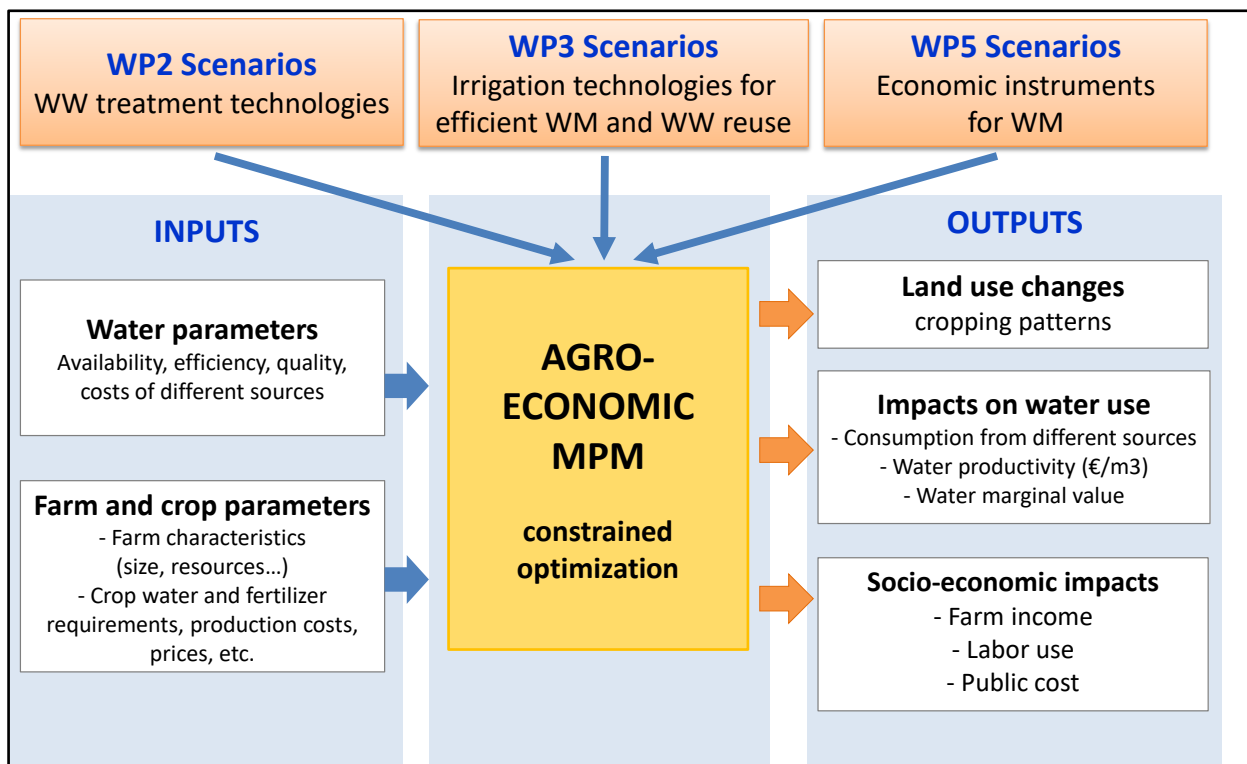 WP2 Scenarios
WW treatment technologies
WP3 Scenarios
Irrigation technologies for
efficient WM and WW reuse
WP5 Scenarios
Economic instruments
for WM
INPUTS
Water parameters
Availability, efficiency, quality,
costs of different sources
Farm and crop parameters
- Farm characteristics
(size, resources…)
- Crop water and fertilizer
requirements, production costs,
prices, etc.
AGRO-
ECONOMIC
MPM
constrained
optimization
OUTPUTS
Land use changes
cropping patterns
Impacts on water use
- Consumption from different sources
- Water productivity (€/m3)
- Water marginal value
Socio-economic impacts
- Farm income
- Labor use
- Public cost